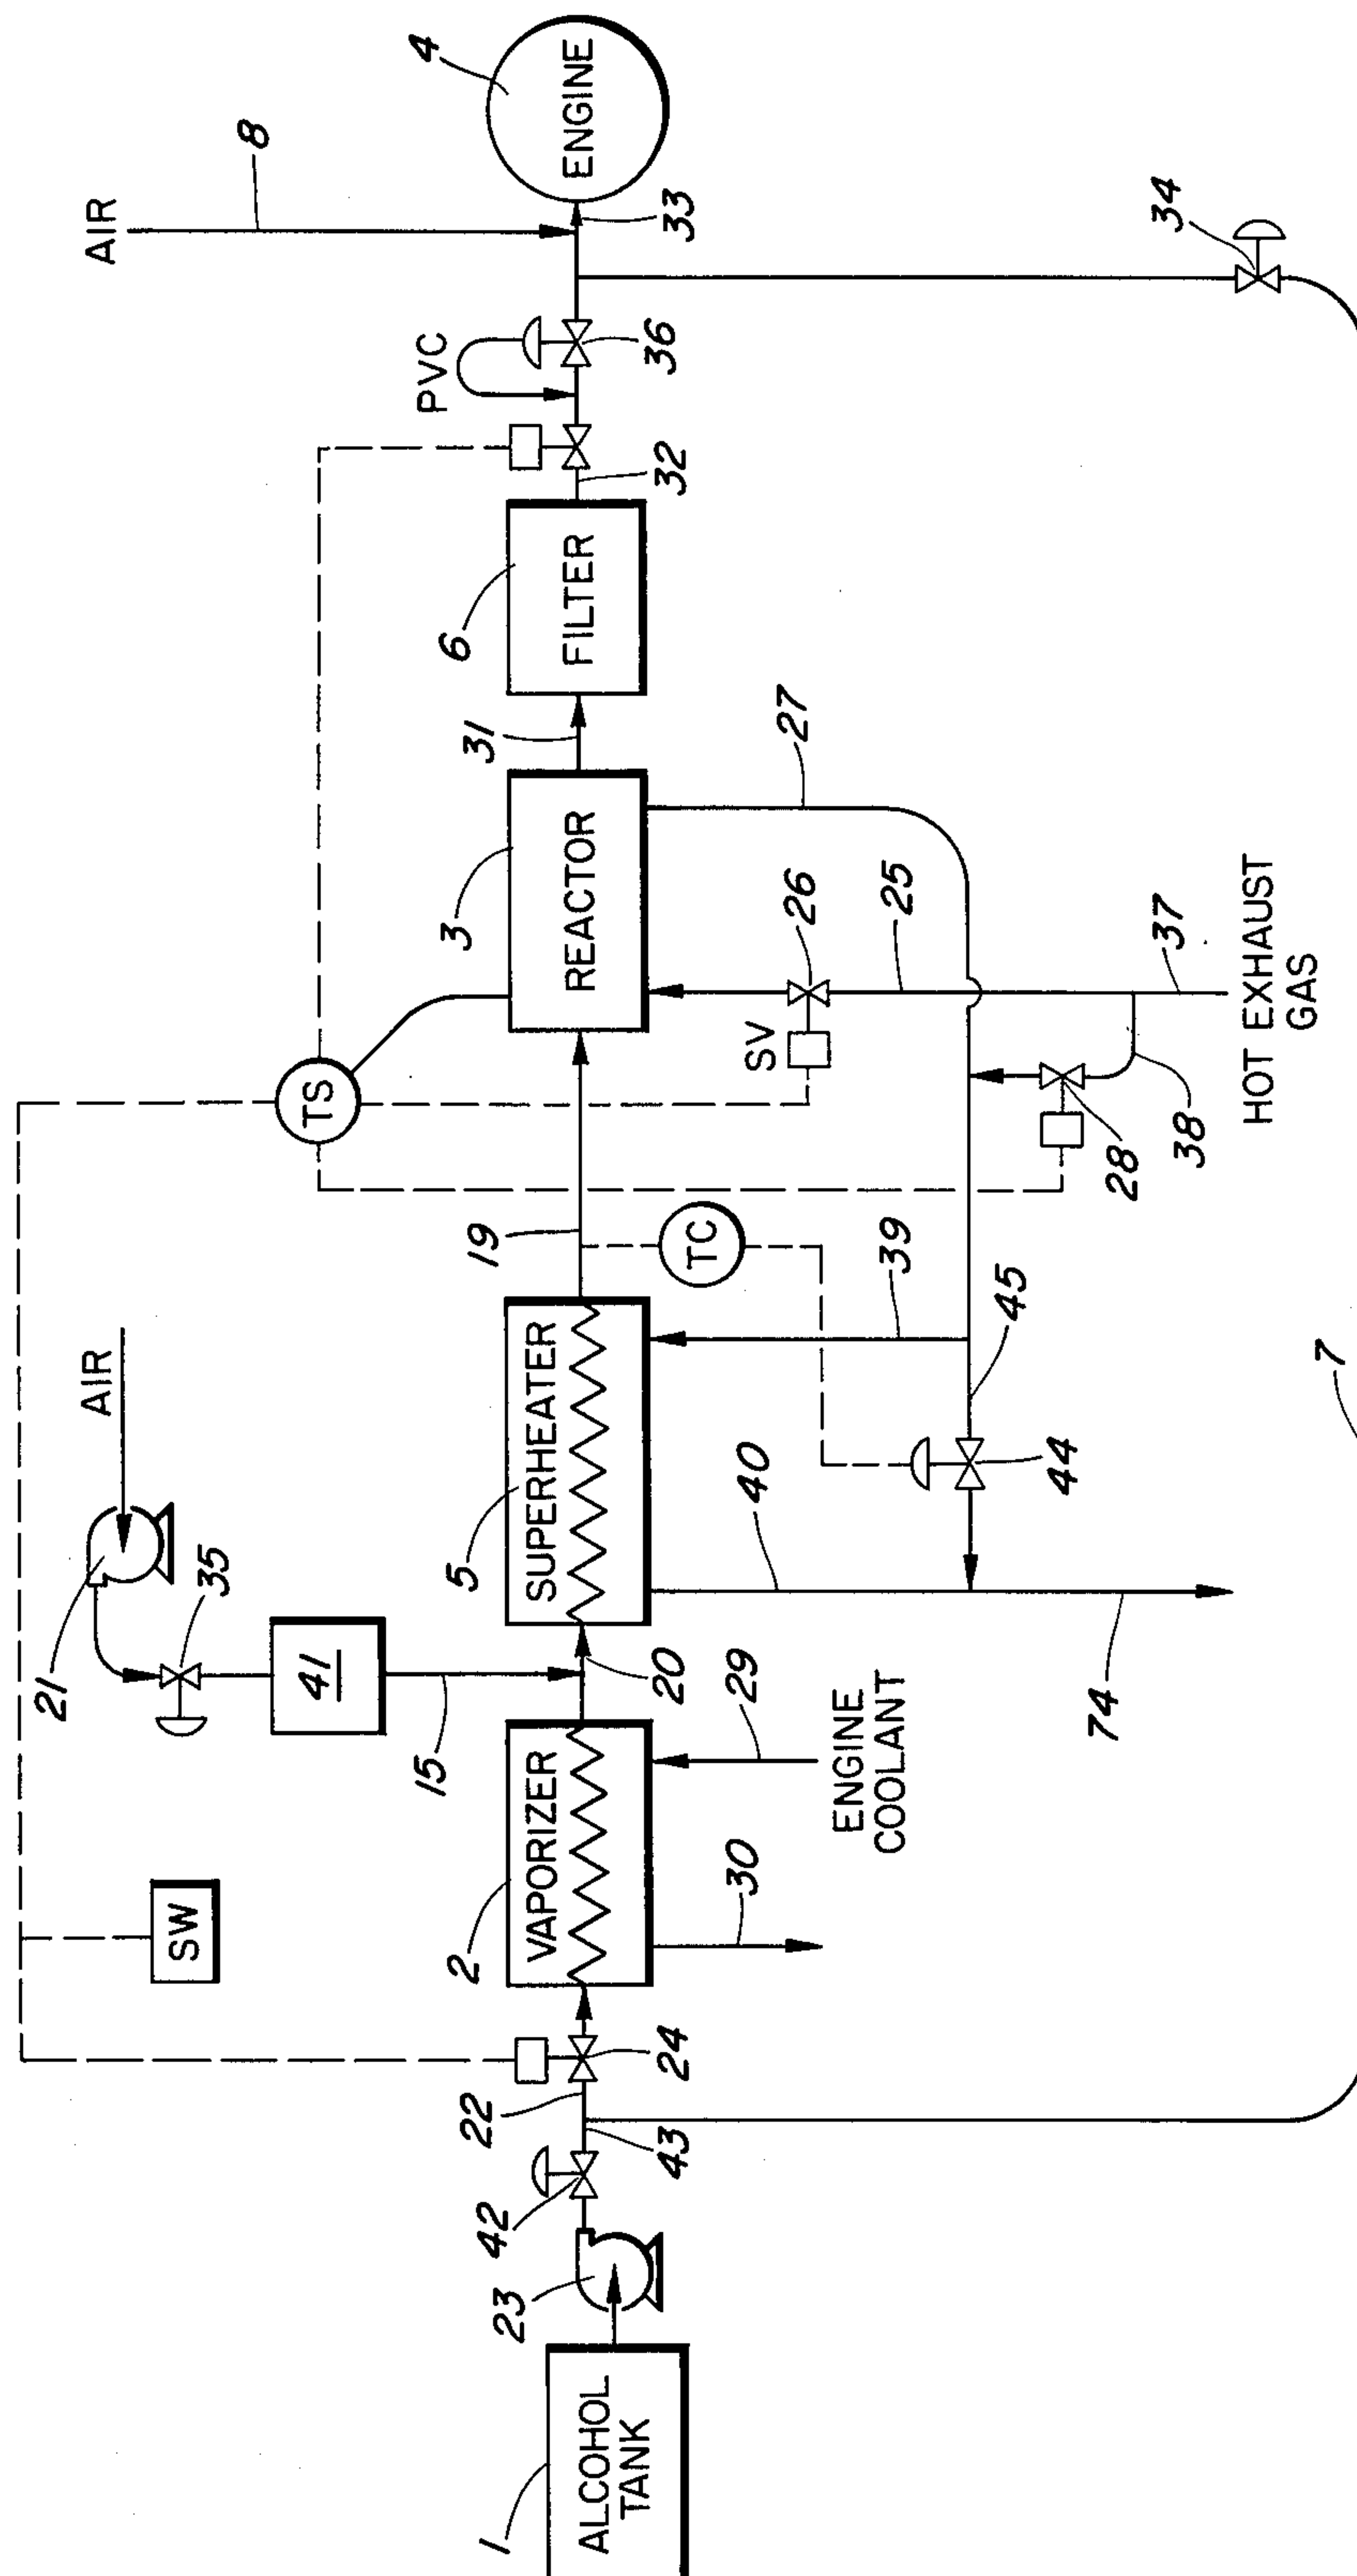 AIR
8
4
ENGINE
33
34
PVC
36
32
6
FILTER
31
3
REACTOR
27
26
25
SV
37
HOT EXHAUST
GAS
38
28
TS
19
TC
39
45
44
7
AIR
21
35
41
15
5
SUPERHEATER
20
40
74
29
ENGINE
COOLANT
30
2
VAPORIZER
SW
24
22
43
42
23
1
ALCOHOL
TANK